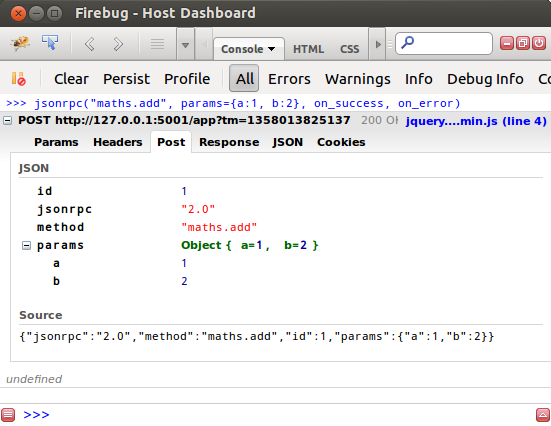 Firebug - Host Dashboard
Console HTML CSS
Clear Persist Profile All Errors Warnings Info Debug Info Co
>>> jsonrpc("maths.add", params={a:1, b:2}, on_success, on_error)
POST http://127.0.0.1:5001/app?tm=1358013825137 200 OK jquery....min.js (line 4)
Params Headers Post Response JSON Cookies
JSON
id 1
jsonrpc "2.0"
method "maths.add"
params Object { a=1, b=2 }
a 1
b 2
Source
{"jsonrpc":"2.0","method":"maths.add","id":1,"params":{"a":1,"b":2}}
undefined
>>>